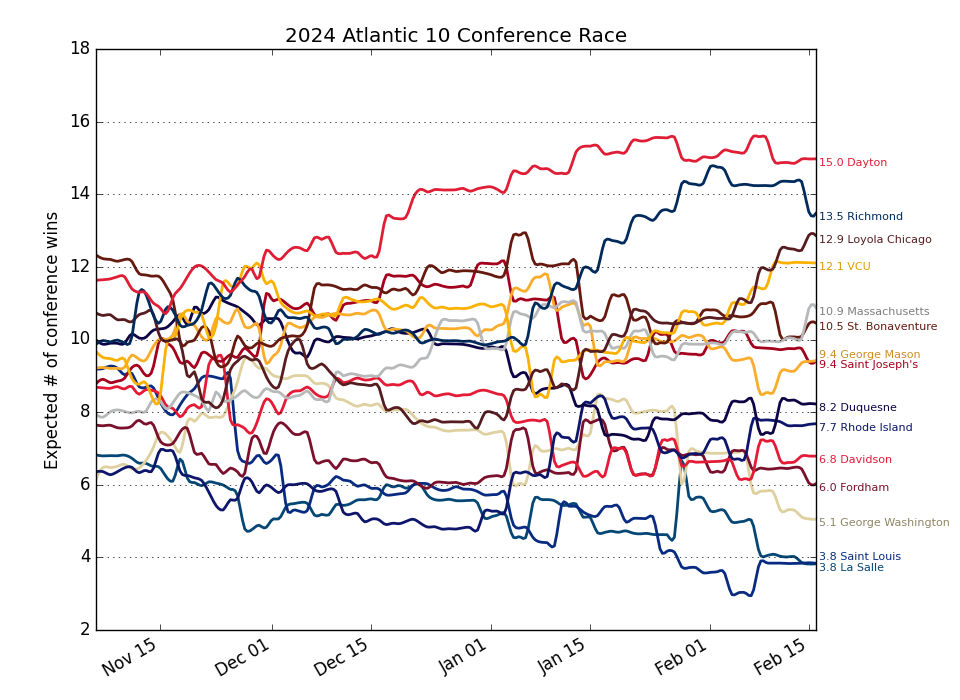 2024 Atlantic 10 Conference Race
Expected # of conference wins
18
16
14
12
10
8
6
4
2
Nov 15
Dec 01
Dec 15
Jan 01
Jan 15
Feb 01
Feb 15
15.0 Dayton
13.5 Richmond
12.9 Loyola Chicago
12.1 VCU
10.9 Massachusetts
10.5 St. Bonaventure
9.4 George Mason
9.4 Saint Joseph's
8.2 Duquesne
7.7 Rhode Island
6.8 Davidson
6.0 Fordham
5.1 George Washington
3.8 Saint Louis
3.8 La Salle